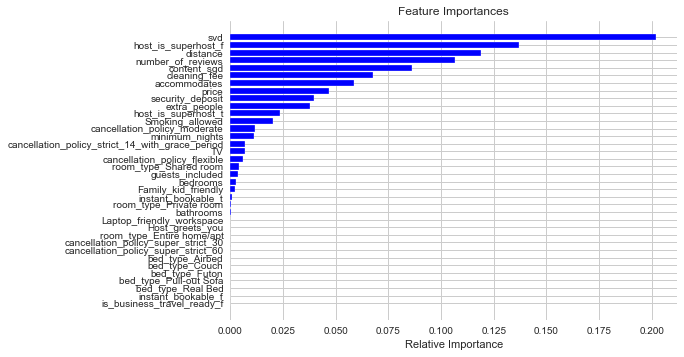 Feature Importances
svd
host_is_superhost_f
distance
number_of_reviews
content_sgd
cleaning_fee
accommodates
price
security_deposit
extra_people
host_is_superhost_t
Smoking_allowed
cancellation_policy_moderate
minimum_nights
cancellation_policy_strict_14_with_grace_period
TV
cancellation_policy_flexible
room_type_Shared room
guests_included
bedrooms
Family_kid_friendly
instant_bookable_t
room_type_Private room
bathrooms
Laptop_friendly_workspace
Host_greets_you
room_type_Entire home/apt
cancellation_policy_super_strict_30
cancellation_policy_super_strict_60
bed_type_Airbed
bed_type_Couch
bed_type_Futon
bed_type_Pull-out Sofa
bed_type_Real Bed
instant_bookable_f
is_business_travel_ready_f
0.000 0.025 0.050 0.075 0.100 0.125 0.150 0.175 0.200
Relative Importance